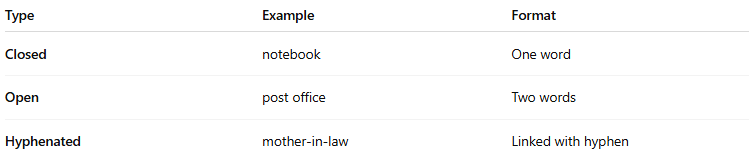 Type Example Format
Closed notebook One word
Open post office Two words
Hyphenated mother-in-law Linked with hyphen